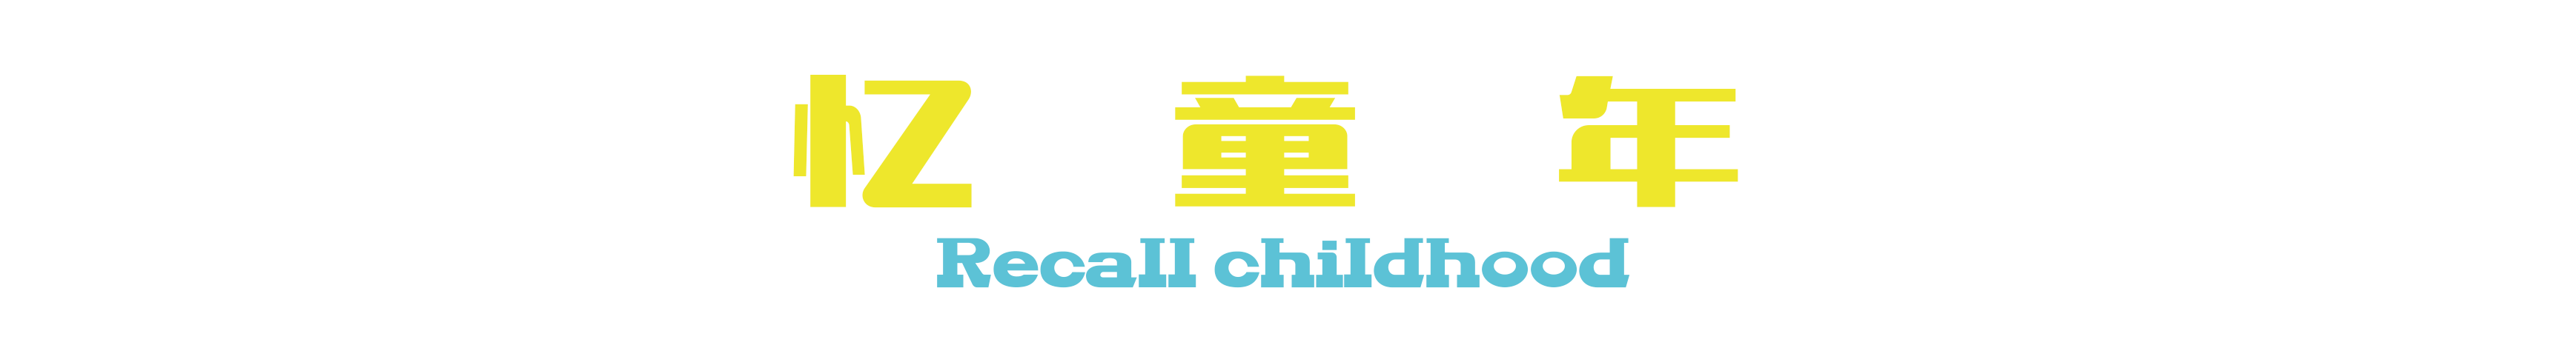 忆童年
Recall childhood